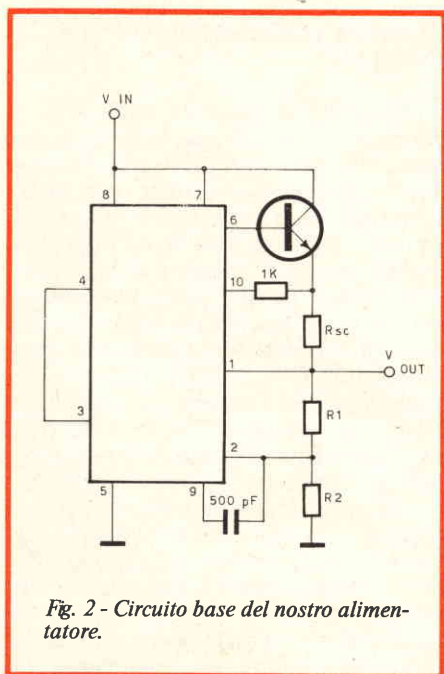 V IN
8
7
6
4
10
1K
Rsc
1
V
OUT
3
R1
2
5
9
500 pF
R2
Fig. 2 - Circuito base del nostro alimen-
tatore.